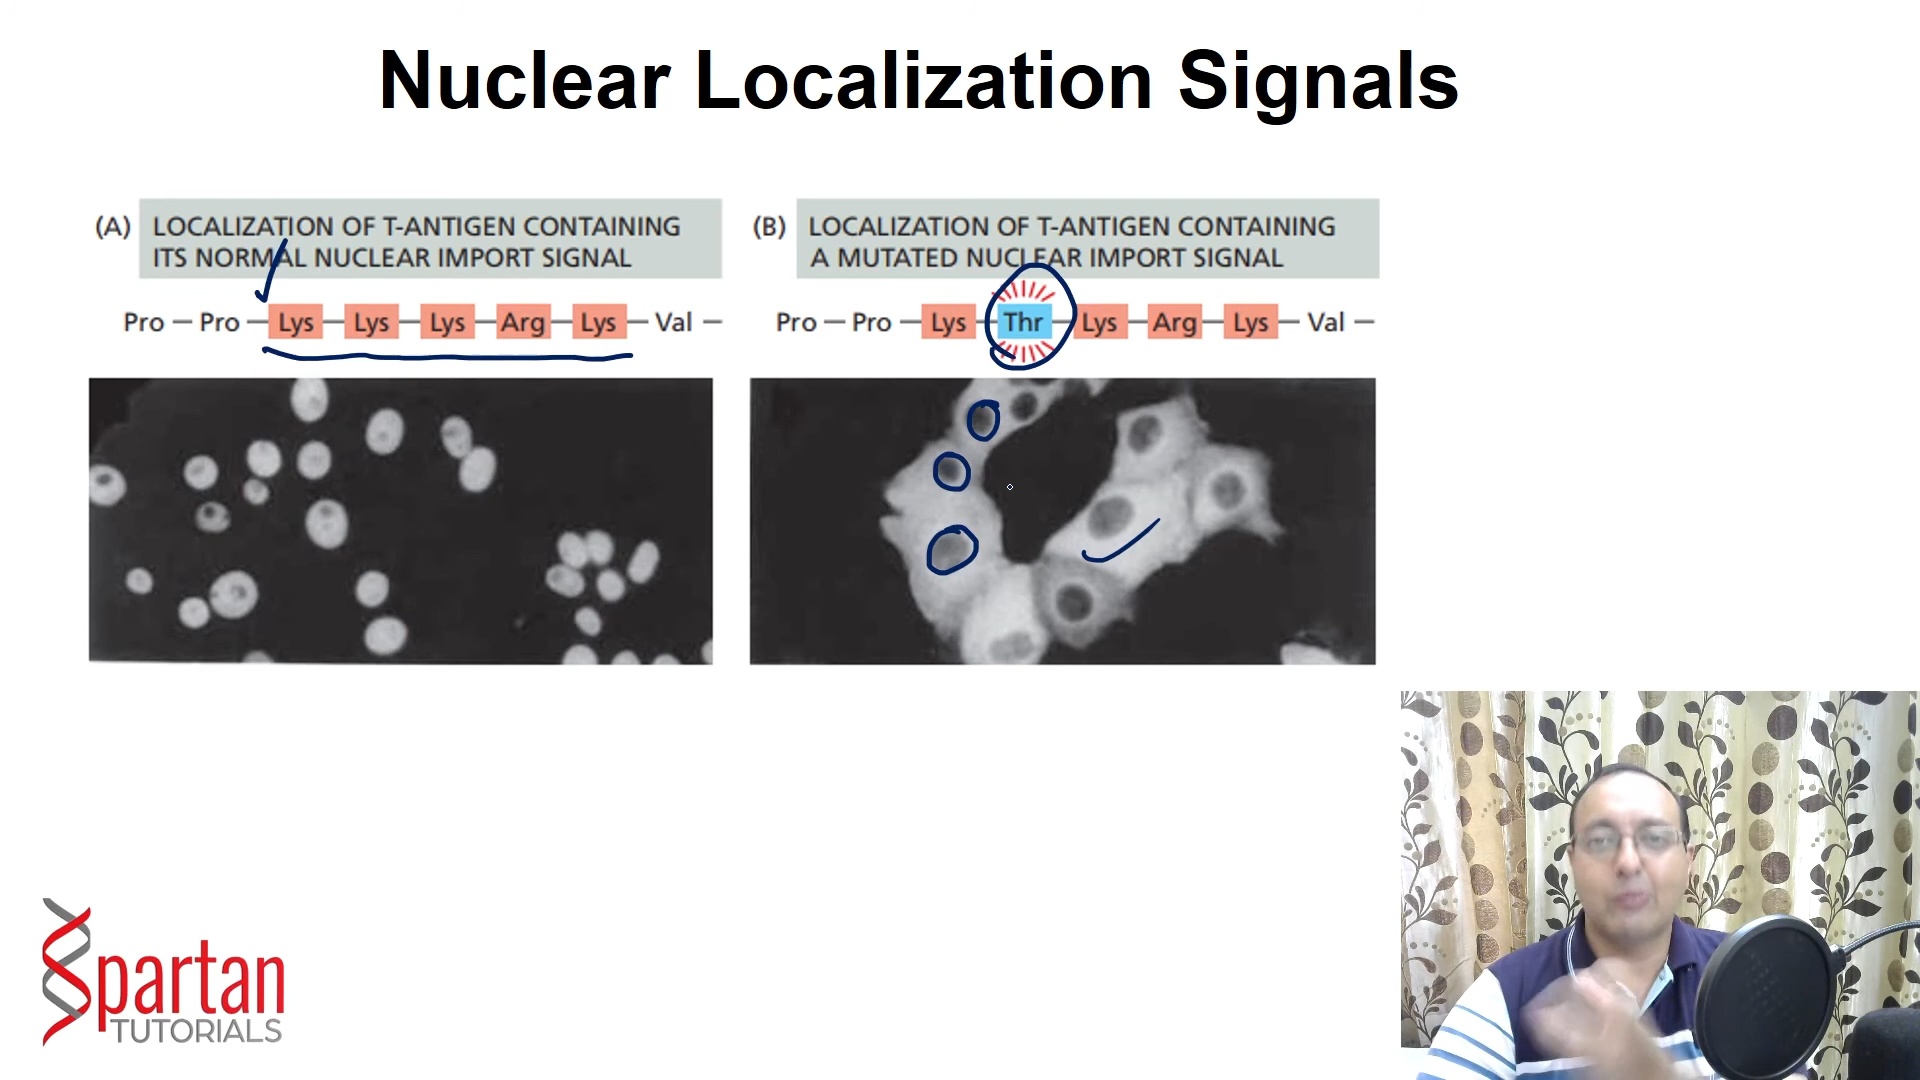 Nuclear Localization Signals
(A) LOCALIZATION OF T-ANTIGEN CONTAINING
ITS NORMAL NUCLEAR IMPORT SIGNAL
Pro — Pro — Lys — Lys — Lys — Arg — Lys — Val —
(B) LOCALIZATION OF T-ANTIGEN CONTAINING
A MUTATED NUCLEAR IMPORT SIGNAL
Pro — Pro — Lys — Thr — Lys — Arg — Lys — Val —
Spartan
TUTORIALS